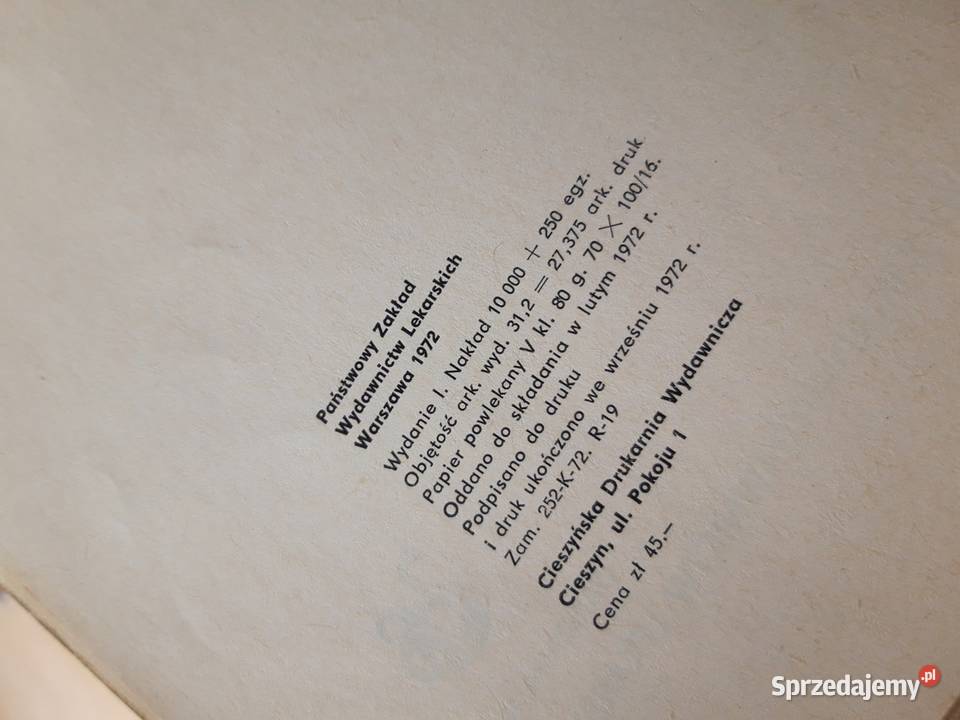 Państwowy Zakład
Wydawnictw Lekarskich
Warszawa 1972
Wydanie I. Nakład 10 000 + 250 egz.
Objętość ark. wyd. 31,2 = 27,375 ark. druk.
Papier powlekany V kl. 80 g. 70 X 100/16.
Oddano do składania w lutym 1972 r.
Podpisano do druku
i druk ukończono we wrześniu 1972 r.
Zam. 252-K-72. R-19
Cieszyńska Drukarnia Wydawnicza
Cieszyn, ul. Pokoju 1
Cena zł 45.–
Sprzedajemy.pl